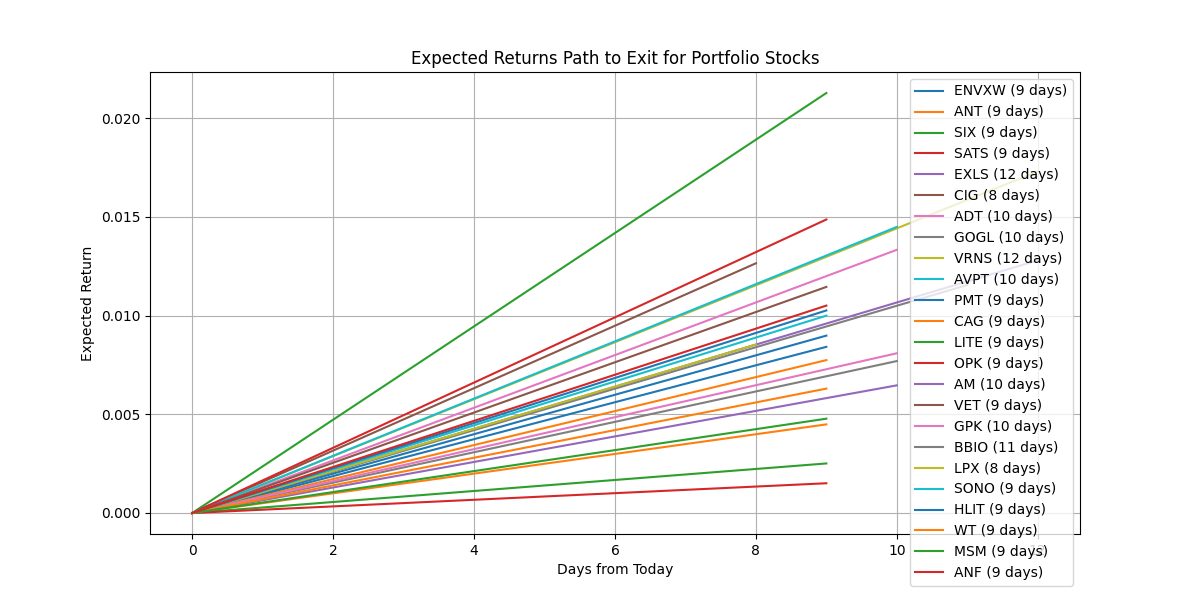 Expected Returns Path to Exit for Portfolio Stocks
Expected Return
0.020
0.015
0.010
0.005
0.000
0
2
4
6
8
10
Days from Today
ENVXW (9 days)
ANT (9 days)
SIX (9 days)
SATS (9 days)
EXLS (12 days)
CIG (8 days)
ADT (10 days)
GOGL (10 days)
VRNS (12 days)
AVPT (10 days)
PMT (9 days)
CAG (9 days)
LITE (9 days)
OPK (9 days)
AM (10 days)
VET (9 days)
GPK (10 days)
BBIO (11 days)
LPX (8 days)
SONO (9 days)
HLIT (9 days)
WT (9 days)
MSM (9 days)
ANF (9 days)